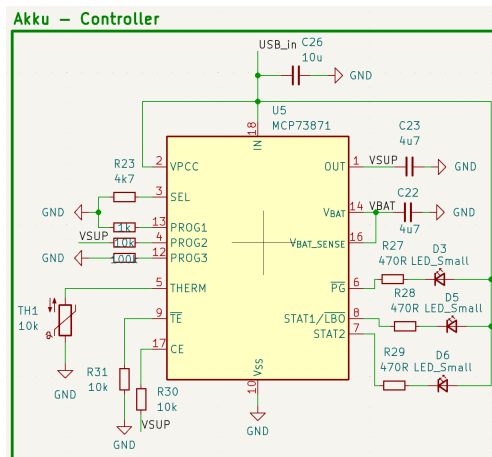 Akku – Controller
USB_in
C26
10u
GND
U5
MCP73871
18
IN
2
VPCC
OUT
1
VSUP
C23
4u7
GND
R23
4k7
3
SEL
GND
VBAT
14
VBAT
C22
4u7
GND
1k
13
PROG1
VSUP
10k
4
PROG2
VBAT_SENSE
16
GND
100k
12
PROG3
R27
470R
D3
LED_Small
5
THERM
PG
6
TH1
10k
R28
470R
D5
LED_Small
9
TE
STAT1/LBO
8
STAT2
7
17
CE
R29
470R
D6
LED_Small
R31
10k
R30
10k
VSS
10
GND
GND
VSUP
GND